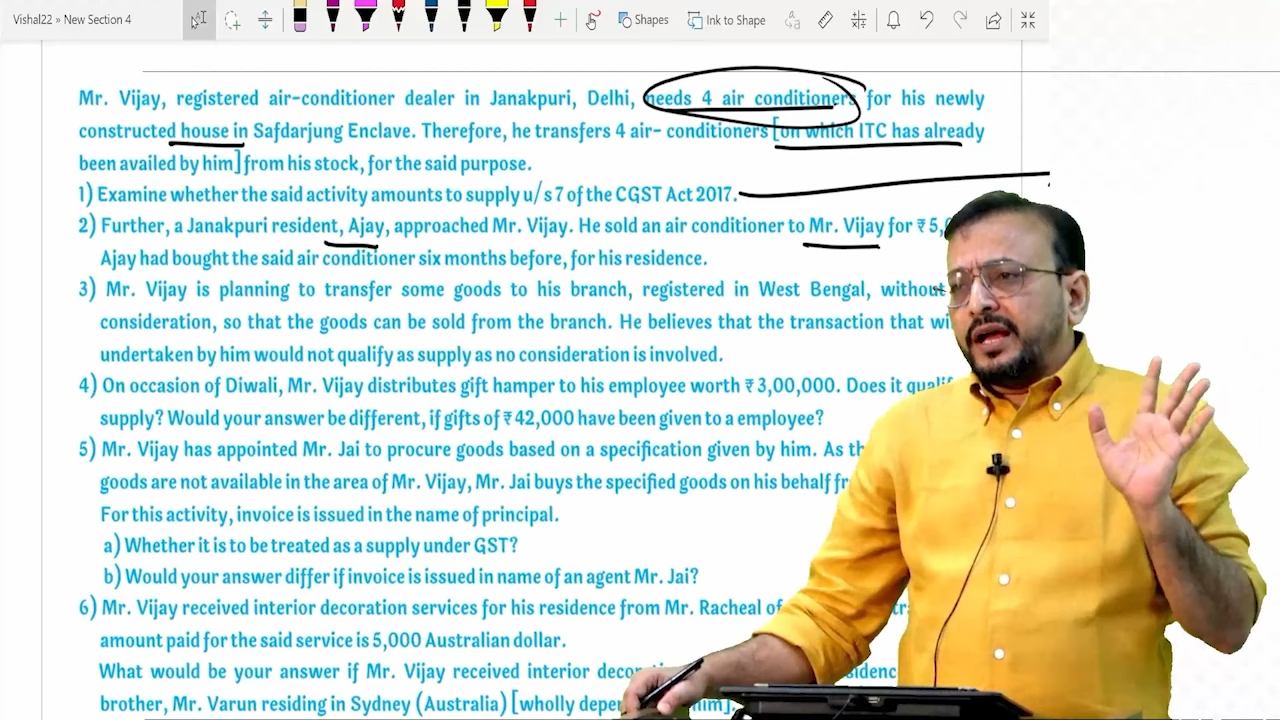 Vishal22 » New Section 4
Shapes
Ink to Shape
Mr. Vijay, registered air-conditioner dealer in Janakpuri, Delhi, needs 4 air conditioners for his newly
constructed house in Safdarjung Enclave. Therefore, he transfers 4 air- conditioners [on which ITC has already
been availed by him] from his stock, for the said purpose.
1) Examine whether the said activity amounts to supply u/s 7 of the CGST Act 2017.
2) Further, a Janakpuri resident, Ajay, approached Mr. Vijay. He sold an air conditioner to Mr. Vijay for
Ajay had bought the said air conditioner six months before, for his residence.
3) Mr. Vijay is planning to transfer some goods to his branch, registered in West Bengal, without
consideration, so that the goods can be sold from the branch. He believes that the transaction that
undertaken by him would not qualify as supply as no consideration is involved.
4) On occasion of Diwali, Mr. Vijay distributes gift hamper to his employee worth ₹ 3,00,000. Does it
supply? Would your answer be different, if gifts of ₹ 42,000 have been given to a employee?
5) Mr. Vijay has appointed Mr. Jai to procure goods based on a specification given by him. As
goods are not available in the area of Mr. Vijay, Mr. Jai buys the specified goods on his behalf
For this activity, invoice is issued in the name of principal.
a) Whether it is to be treated as a supply under GST?
b) Would your answer differ if invoice is issued in name of an agent Mr. Jai?
6) Mr. Vijay received interior decoration services for his residence from Mr. Racheal of
amount paid for the said service is 5,000 Australian dollar.
What would be your answer if Mr. Vijay received interior
brother, Mr. Varun residing in Sydney (Australia) [wholly